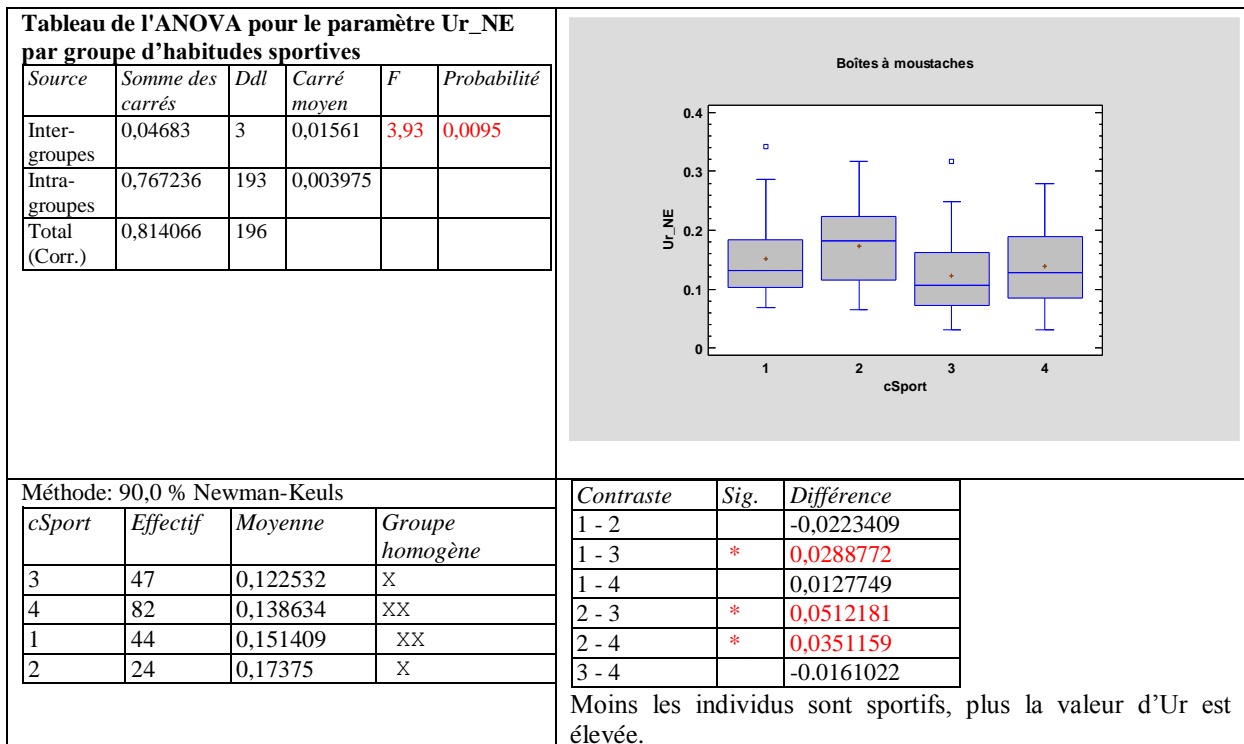 Tableau de l'ANOVA pour le paramètre Ur_NE
par groupe d’habitudes sportives
Source Somme des carrés Ddl Carré moyen F Probabilité
Inter-groupes 0,04683 3 0,01561 3,93 0,0095
Intra-groupes 0,767236 193 0,003975
Total (Corr.) 0,814066 196
Boîtes à moustaches
Ur_NE
0.4
0.3
0.2
0.1
0
1 2 3 4
cSport
Méthode: 90,0 % Newman-Keuls
cSport Effectif Moyenne Groupe homogène
3 47 0,122532 X
4 82 0,138634 XX
1 44 0,151409 XX
2 24 0,17375 X
Contraste Sig. Différence
1 - 2 -0,0223409
1 - 3 * 0,0288772
1 - 4 0,0127749
2 - 3 * 0,0512181
2 - 4 * 0,0351159
3 - 4 -0.0161022
Moins les individus sont sportifs, plus la valeur d’Ur est
élevée.